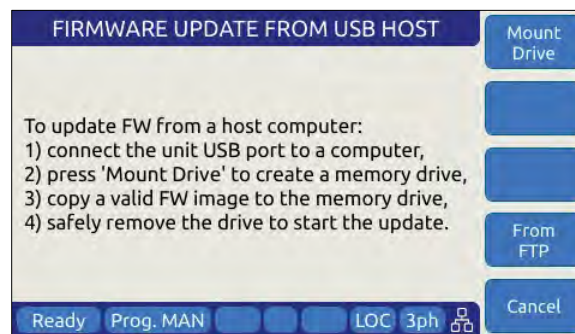 FIRMWARE UPDATE FROM USB HOST
Mount
Drive
To update FW from a host computer:
1) connect the unit USB port to a computer,
2) press 'Mount Drive' to create a memory drive,
3) copy a valid FW image to the memory drive,
4) safely remove the drive to start the update.
From
FTP
Cancel
Ready Prog. MAN LOC 3ph